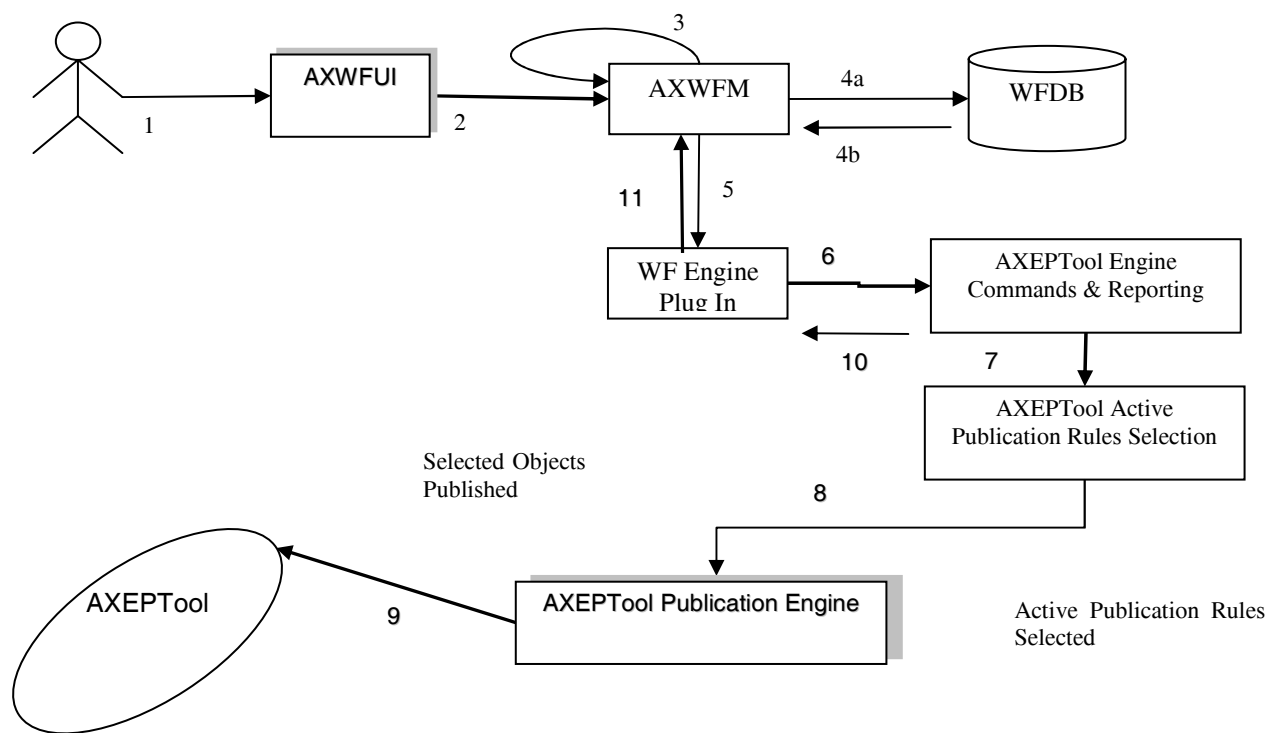 3
AXWFUI
AXWFM
4a
WFDB
1
2
4b
11
5
WF Engine
Plug In
6
AXEPTool Engine
Commands & Reporting
10
7
AXEPTool Active
Publication Rules Selection
Selected Objects
Published
8
AXEPTool
9
AXEPTool Publication Engine
Active Publication Rules
Selected